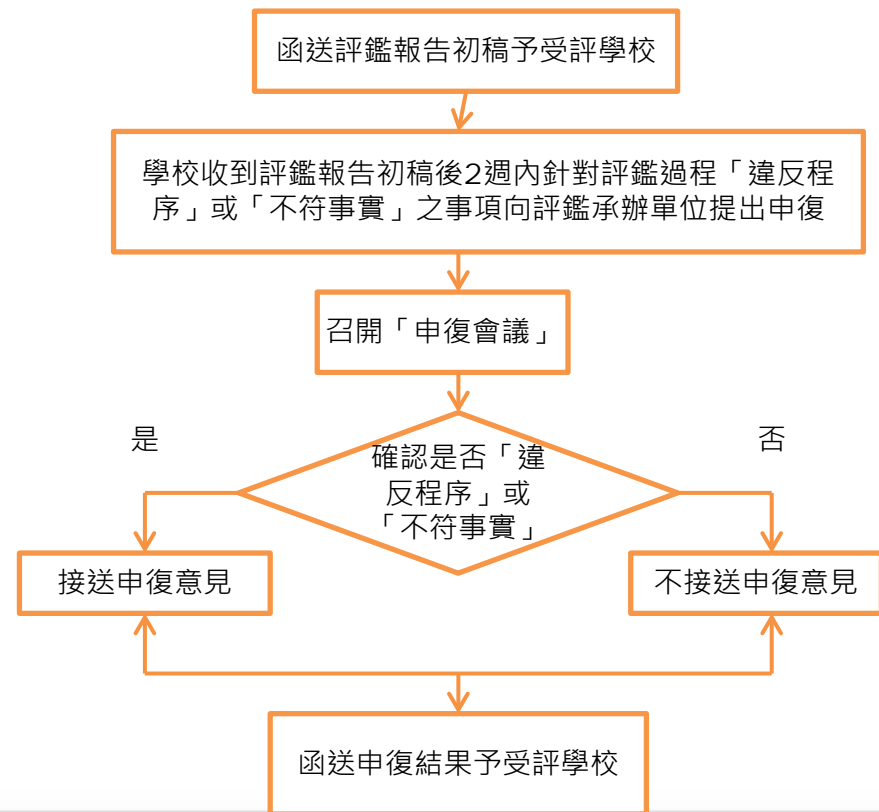 函送評鑑報告初稿予受評學校
學校收到評鑑報告初稿後2週內針對評鑑過程「違反程
序」或「不符事實」之事項向評鑑承辦單位提出申復
召開「申復會議」
是
否
確認是否「違
反程序」或
「不符事實」
接送申復意見
不接送申復意見
函送申復結果予受評學校